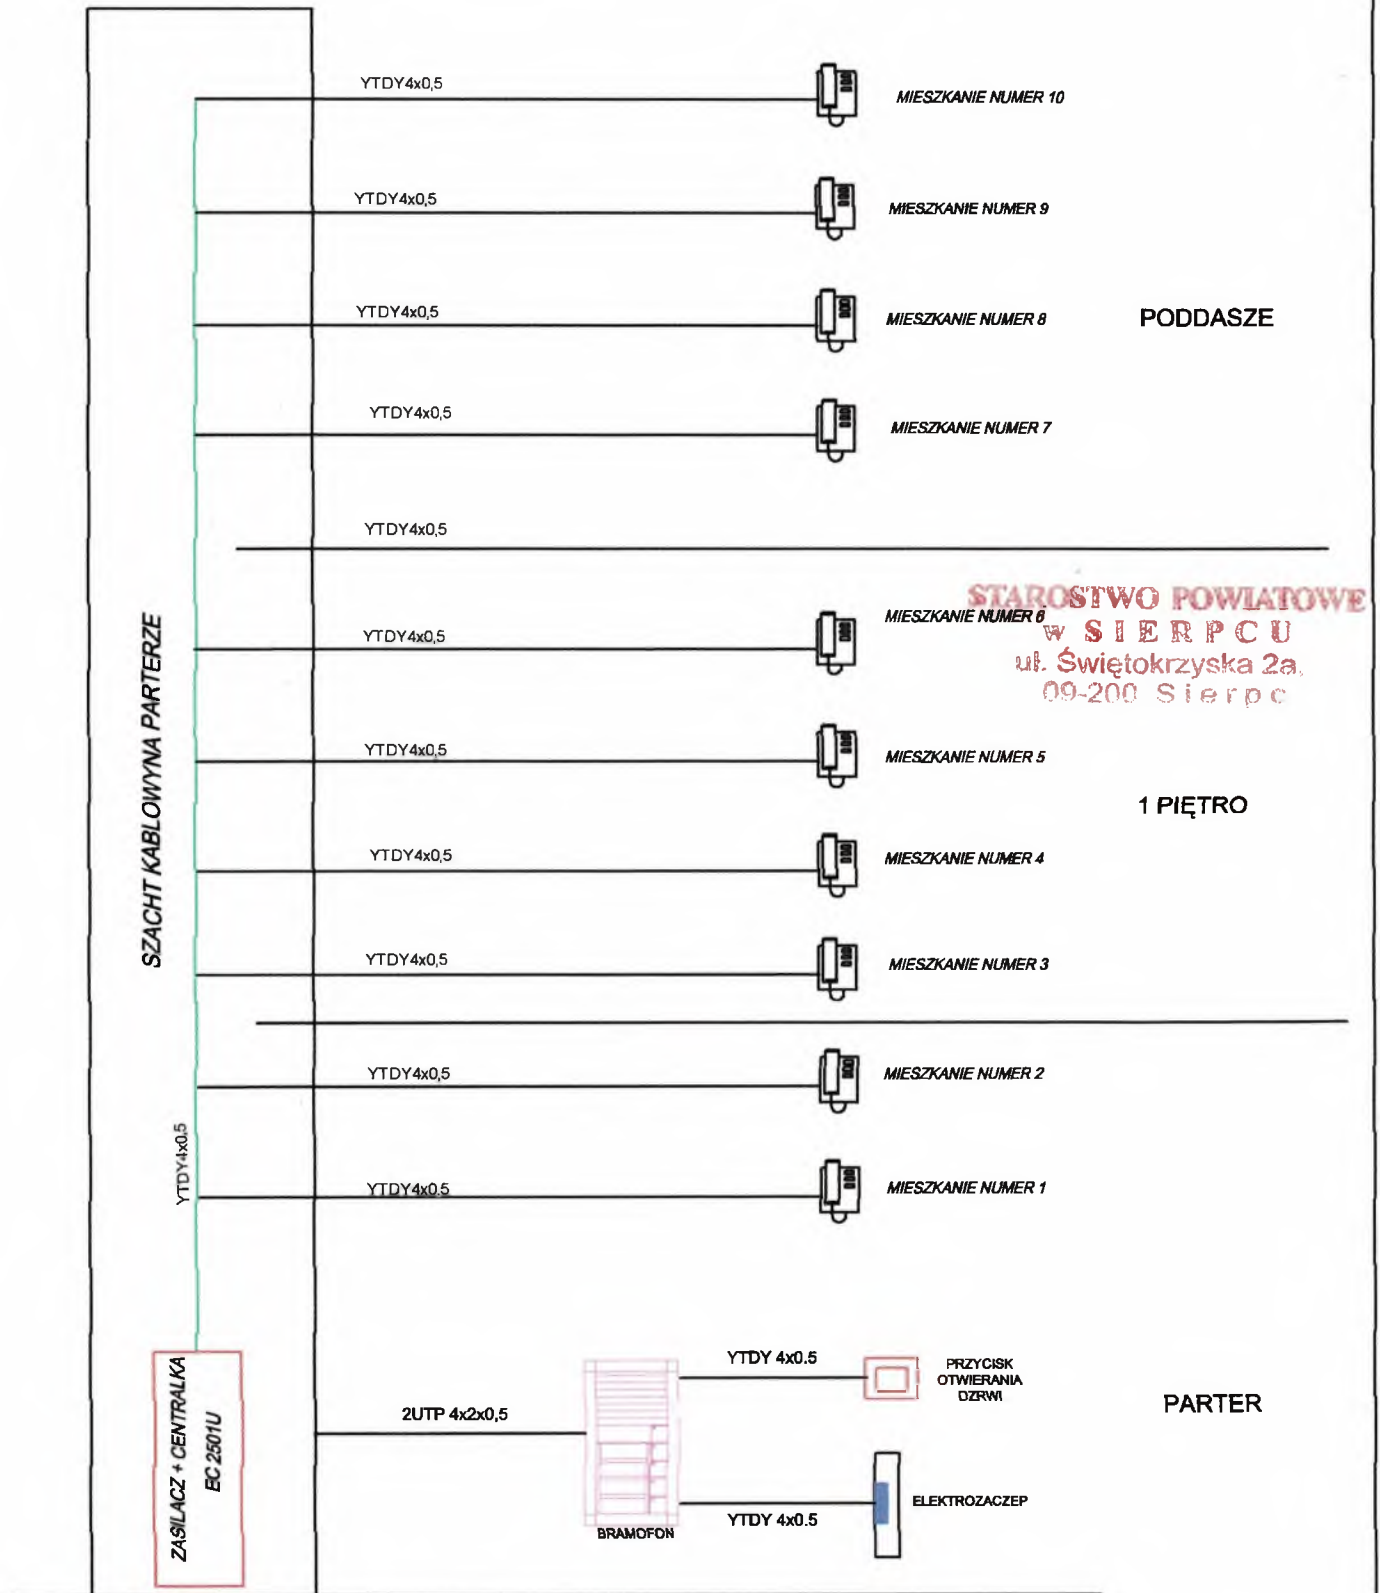 YTDY4x0,5
MIESZKANIE NUMER 10
YTDY4x0,5
MIESZKANIE NUMER 9
YTDY4x0,5
MIESZKANIE NUMER 8
PODDASZE
YTDY4x0,5
MIESZKANIE NUMER 7
YTDY4x0,5
STAROSTWO POWIATOWE
w SIERPCU
ul. Świętokrzyska 2a,
09-200 Sierpc
YTDY4x0,5
MIESZKANIE NUMER 6
YTDY4x0,5
MIESZKANIE NUMER 5
1 PIĘTRO
YTDY4x0,5
MIESZKANIE NUMER 4
YTDY4x0,5
MIESZKANIE NUMER 3
SZACHT KABLOWYNA PARTERZE
YTDY4x0,5
MIESZKANIE NUMER 2
YTDY4x0,5
YTDY4x0.5
MIESZKANIE NUMER 1
ZASILACZ + CENTRALKA
EC 2501U
2UTP 4x2x0,5
BRAMOFON
YTDY 4x0.5
PRZYCISK
OTWIERANIA
DZRWI
PARTER
YTDY 4x0.5
ELEKTROZACZEP